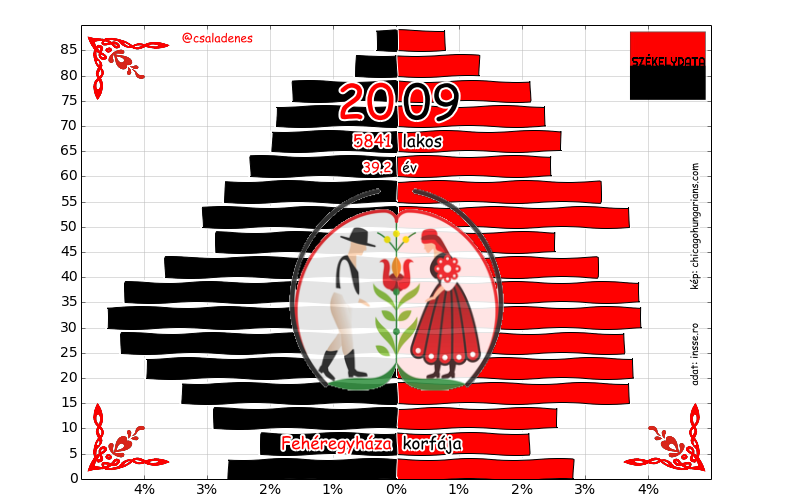 @csaladenes
SZÉKELYDATA
2009
5841 lakos
39.2 év
kép: chicagohungarians.com
adat: insse.ro
Fehéregyháza korfája
85
80
75
70
65
60
55
50
45
40
35
30
25
20
15
10
5
0
4% 3% 2% 1% 0% 1% 2% 3% 4%